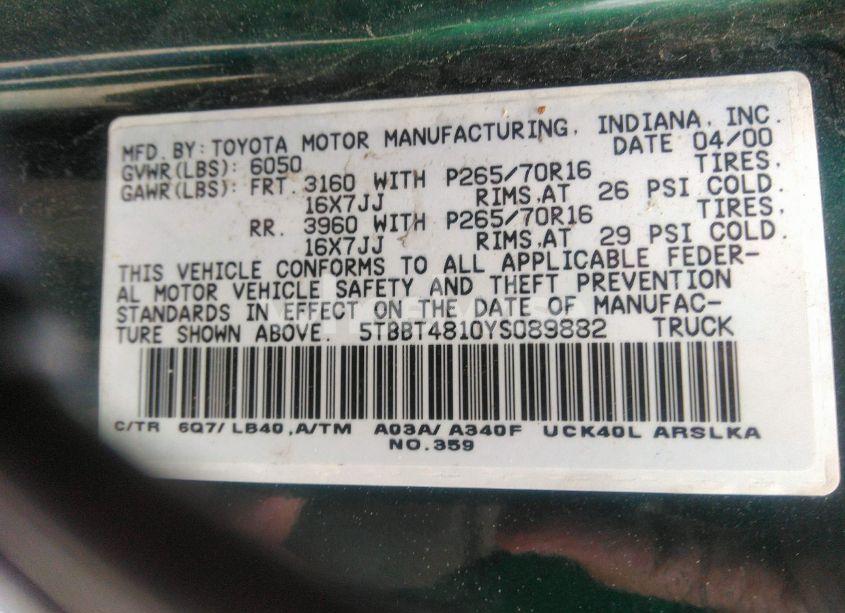 MFD. BY: TOYOTA MOTOR MANUFACTURING, INDIANA, INC.
GVWR(LBS): 6050 DATE 04/00
GAWR(LBS): FRT. 3160 WITH P265/70R16 TIRES,
16X7JJ RIMS,AT 26 PSI COLD.
RR. 3960 WITH P265/70R16 TIRES,
16X7JJ RIMS,AT 29 PSI COLD.
THIS VEHICLE CONFORMS TO ALL APPLICABLE FEDER-
AL MOTOR VEHICLE SAFETY AND THEFT PREVENTION
STANDARDS IN EFFECT ON THE DATE OF MANUFAC-
TURE SHOWN ABOVE. 5TBBT4810YS089882 TRUCK
C/TR 6Q7/LB40 ,A/TM A03A/A340F UCK40L ARSLKA
NO.359